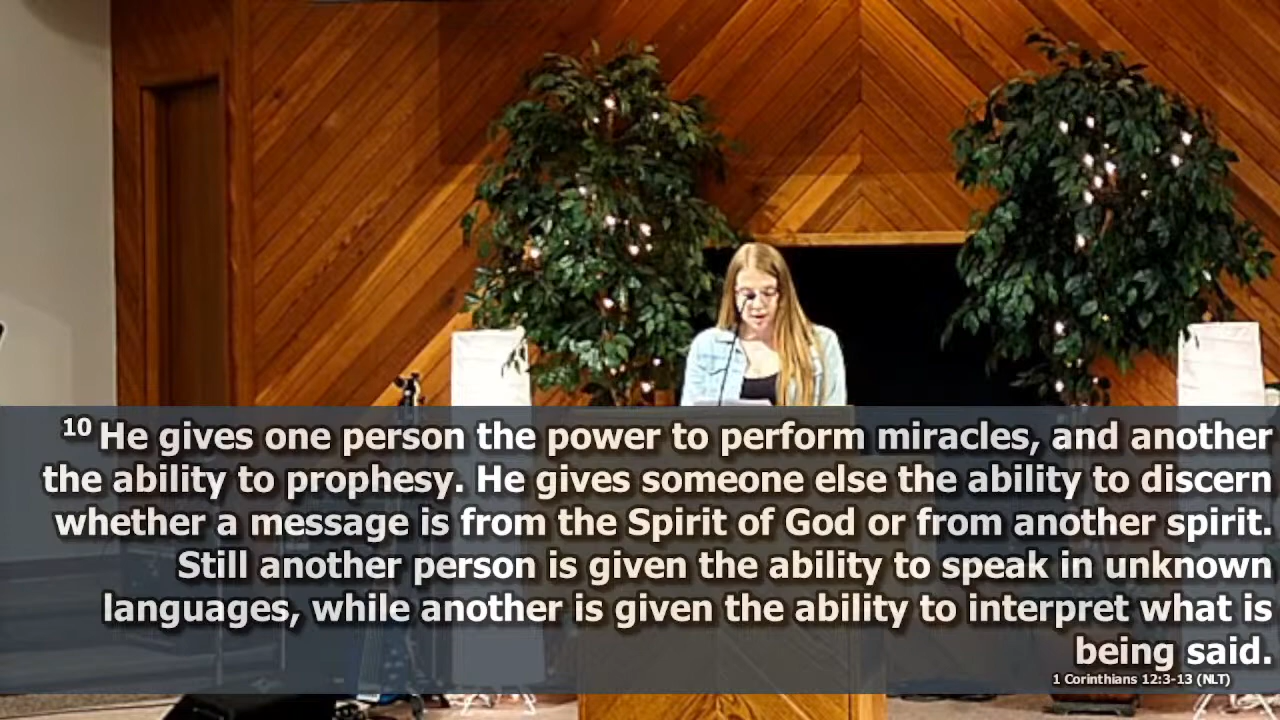 10 He gives one person the power to perform miracles, and another
the ability to prophesy. He gives someone else the ability to discern
whether a message is from the Spirit of God or from another spirit.
Still another person is given the ability to speak in unknown
languages, while another is given the ability to interpret what is
being said.
1 Corinthians 12:3-13 (NLT)